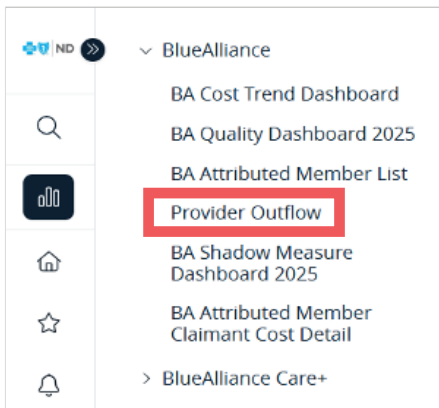 ND
BlueAlliance
BA Cost Trend Dashboard
BA Quality Dashboard 2025
BA Attributed Member List
Provider Outflow
BA Shadow Measure
Dashboard 2025
BA Attributed Member
Claimant Cost Detail
BlueAlliance Care+